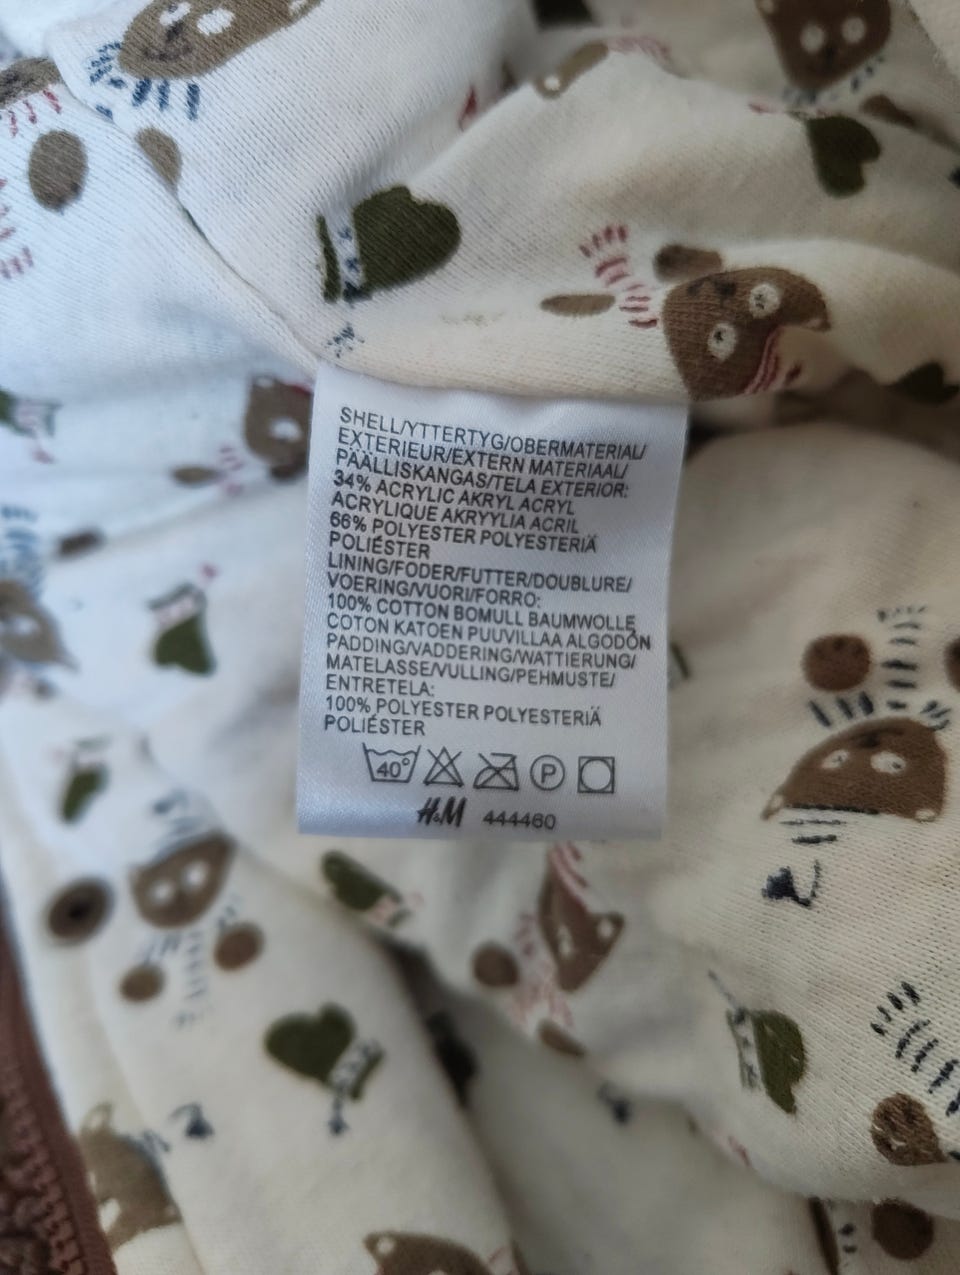 SHELL/YTTERTYG/OBERMATERIAL/
EXTERIEUR/EXTERN MATERIAAL/
PÄÄLLISKANGAS/TELA EXTERIOR:
34% ACRYLIC AKRYL ACRYL
ACRYLIQUE AKRYYLIA ACRIL
66% POLYESTER POLYESTERIÄ
POLIÉSTER
LINING/FODER/FUTTER/DOUBLURE/
VOERING/VUORI/FORRO:
100% COTTON BOMULL BAUMWOLLE
COTON KATOEN PUUVILLAA ALGODÓN
PADDING/VADDERING/WATTIERUNG/
MATELASSE/VULLING/PEHMUSTE/
ENTRETELA:
100% POLYESTER POLYESTERIÄ
POLIÉSTER
40° P
H&M 444460